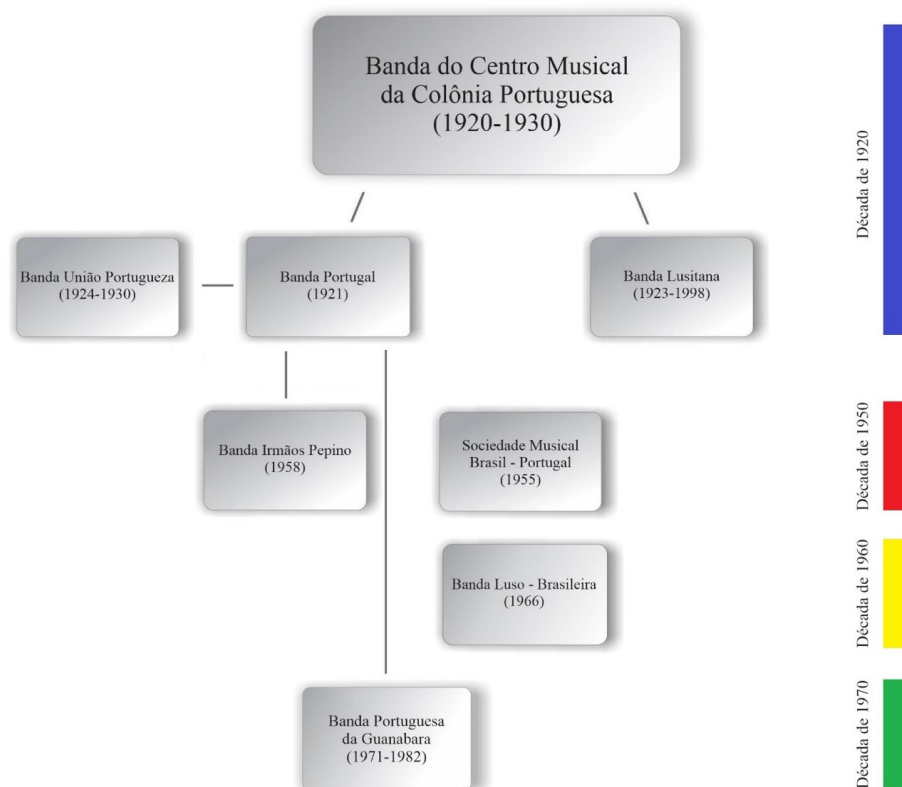 Banda do Centro Musical
da Colônia Portuguesa
(1920-1930)
Década de 1920
Banda União Portugueza
(1924-1930)
Banda Portugal
(1921)
Banda Lusitana
(1923-1998)
Banda Irmãos Pepino
(1958)
Sociedade Musical
Brasil - Portugal
(1955)
Década de 1950
Banda Luso - Brasileira
(1966)
Década de 1960
Banda Portuguesa
da Guanabara
(1971-1982)
Década de 1970